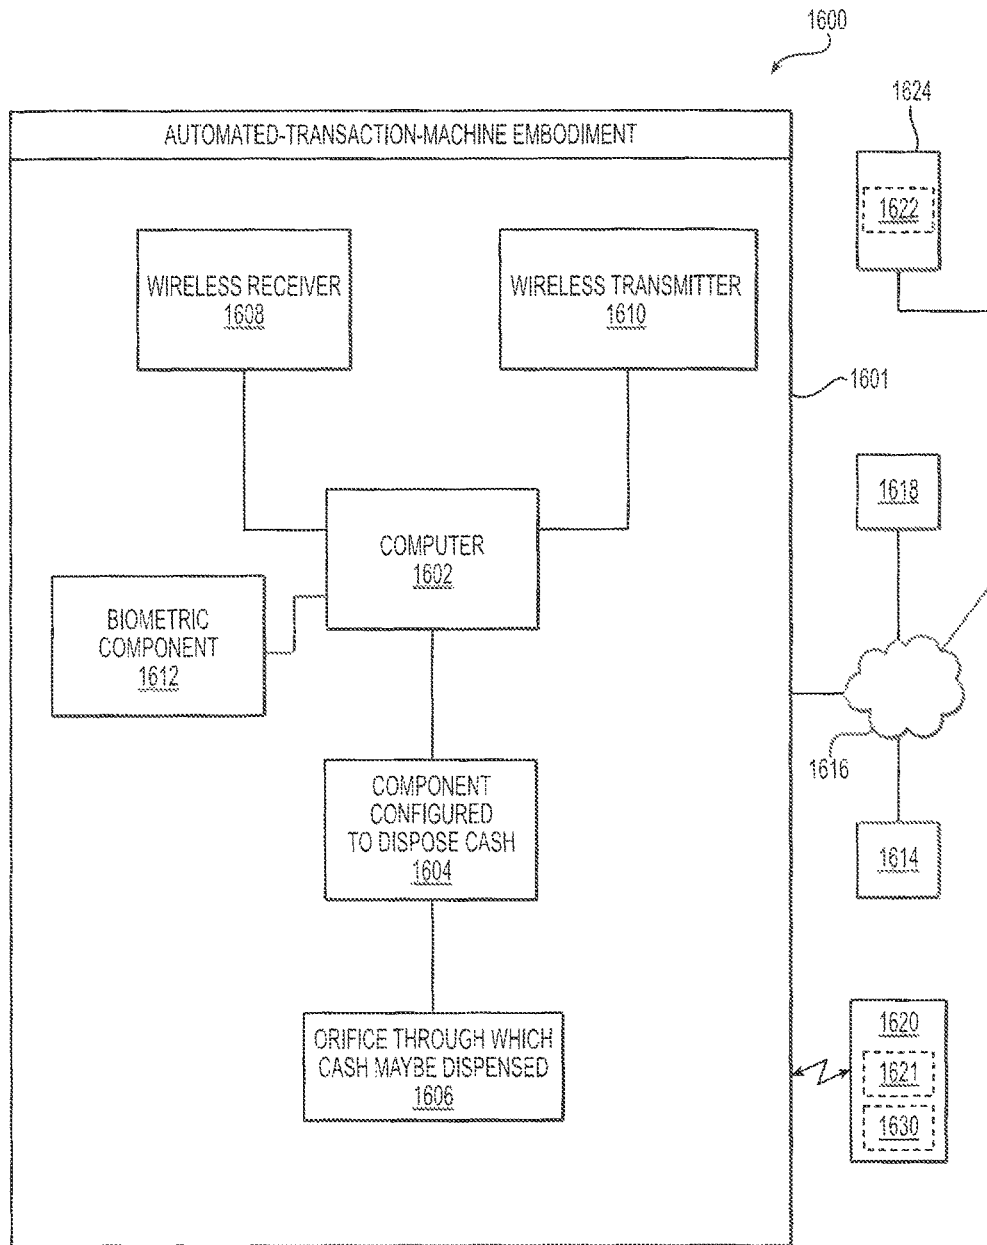 1600
1624
AUTOMATED-TRANSACTION-MACHINE EMBODIMENT
1622
WIRELESS RECEIVER
1608
WIRELESS TRANSMITTER
1610
1601
1618
COMPUTER
1602
BIOMETRIC
COMPONENT
1612
1616
COMPONENT
CONFIGURED
TO DISPOSE CASH
1604
1614
ORIFICE THROUGH WHICH
CASH MAYBE DISPENSED
1606
1620
1621
1630